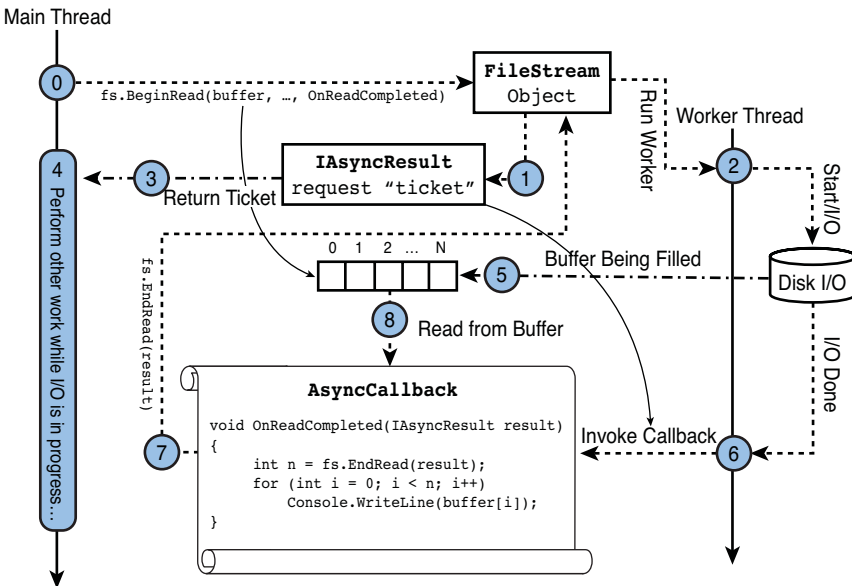 Main Thread
0
fs.BeginRead(buffer, …, OnReadCompleted)
FileStream
Object
Run Worker
Worker Thread
2
Start/I/O
Disk I/O
I/O Done
IAsyncResult
request “ticket”
1
3
Return Ticket
4 Perform other work while I/O is in progress...
0 1 2 … N
5
Buffer Being Filled
8
Read from Buffer
fs.EndRead(result)
7
AsyncCallback
void OnReadCompleted(IAsyncResult result)
{
int n = fs.EndRead(result);
for (int i = 0; i < n; i++)
Console.WriteLine(buffer[i]);
}
Invoke Callback
6